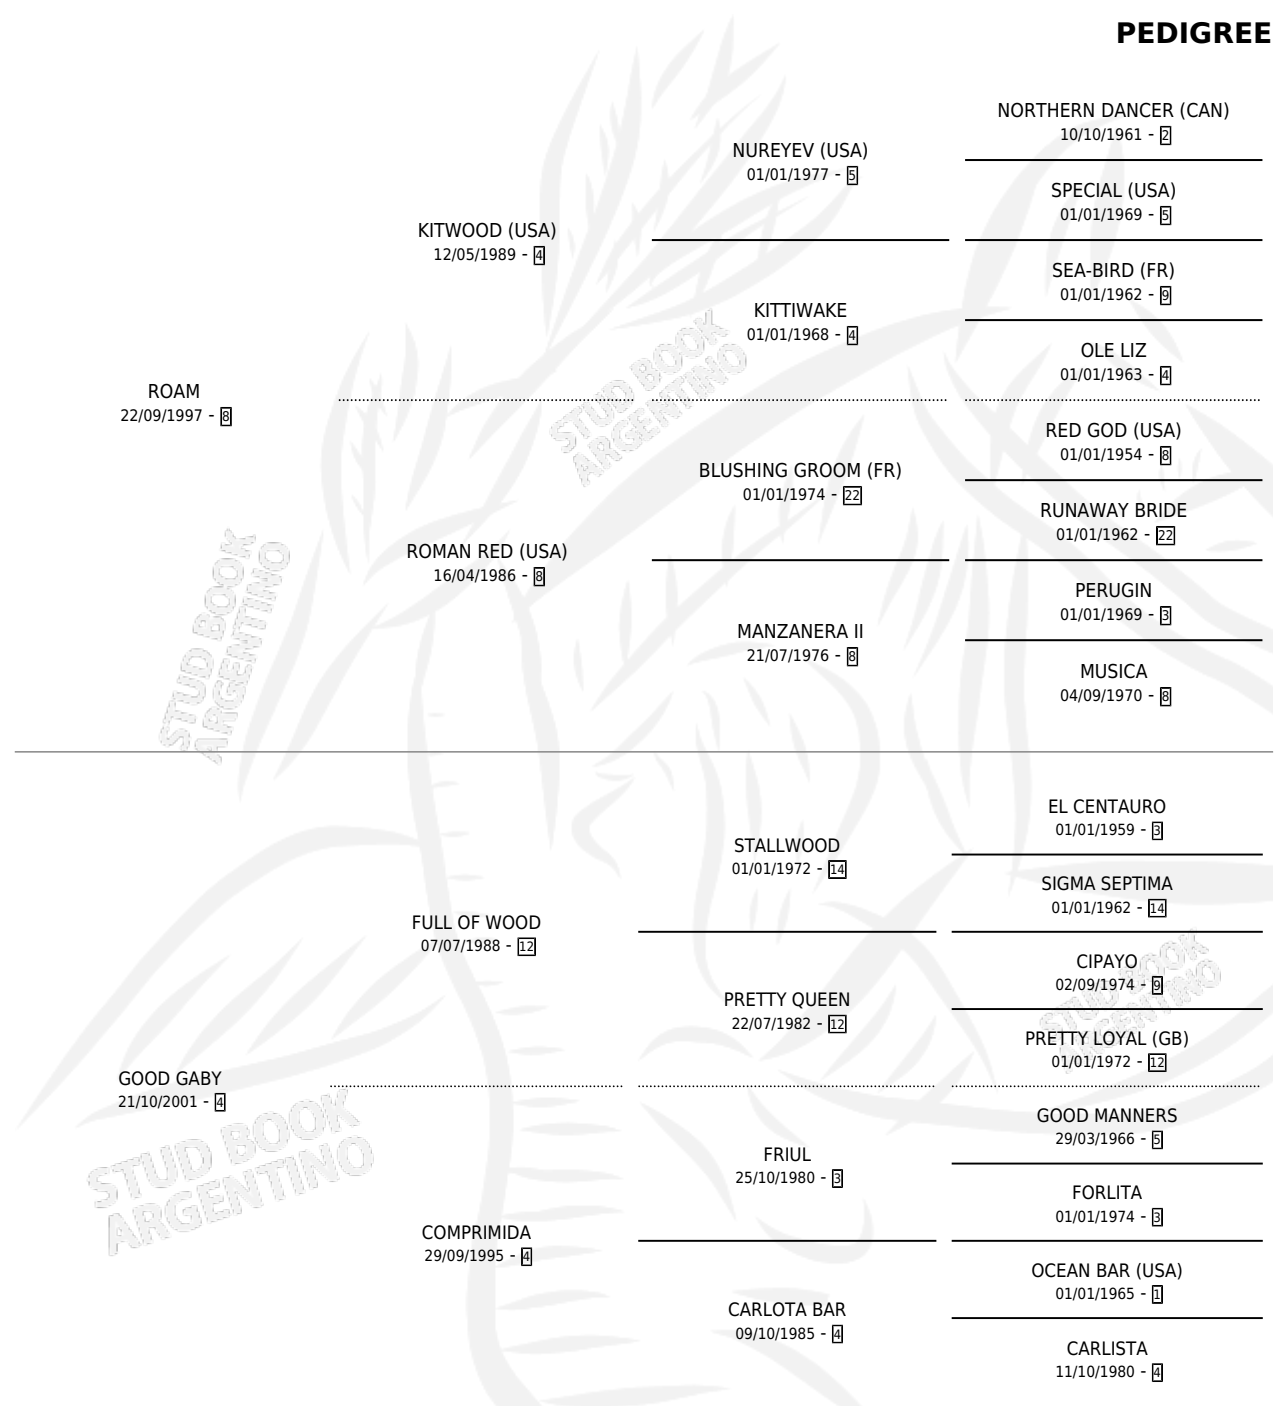 PEDIGREE
NORTHERN DANCER (CAN)
10/10/1961 - 2
NUREYEV (USA)
01/01/1977 - 5
SPECIAL (USA)
01/01/1969 - 5
KITWOOD (USA)
12/05/1989 - 4
SEA-BIRD (FR)
01/01/1962 - 9
KITTIWAKE
01/01/1968 - 4
OLE LIZ
01/01/1963 - 4
ROAM
22/09/1997 - 8
STUD BOOK
ARGENTINO
RED GOD (USA)
01/01/1954 - 8
BLUSHING GROOM (FR)
01/01/1974 - 22
RUNAWAY BRIDE
01/01/1962 - 22
ROMAN RED (USA)
16/04/1986 - 8
PERUGIN
01/01/1969 - 3
MANZANERA II
21/07/1976 - 8
MUSICA
04/09/1970 - 8
STUD BOOK
ARGENTINO
EL CENTAURO
01/01/1959 - 3
STALLWOOD
01/01/1972 - 14
SIGMA SEPTIMA
01/01/1962 - 14
FULL OF WOOD
07/07/1988 - 12
CIPAYO
02/09/1974 - 9
PRETTY QUEEN
22/07/1982 - 12
PRETTY LOYAL (GB)
01/01/1972 - 12
STUD BOOK
ARGENTINO
GOOD GABY
21/10/2001 - 4
GOOD MANNERS
29/03/1966 - 5
FRIUL
25/10/1980 - 3
FORLITA
01/01/1974 - 3
STUD BOOK
ARGENTINO
COMPRIMIDA
29/09/1995 - 4
OCEAN BAR (USA)
01/01/1965 - 1
CARLOTA BAR
09/10/1985 - 4
CARLISTA
11/10/1980 - 4